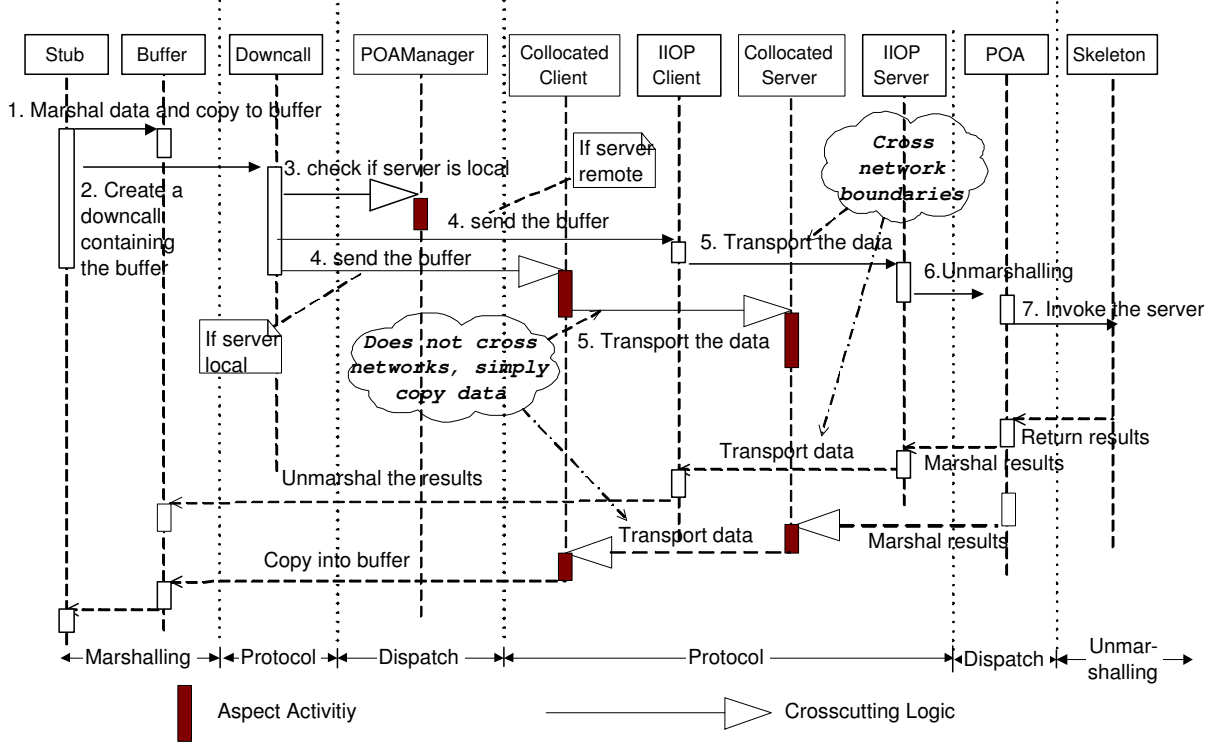 Stub
Buffer
Downcall
POAManager
Collocated
Client
IIOP
Client
Collocated
Server
IIOP
Server
POA
Skeleton
1. Marshal data and copy to buffer
2. Create a
downcall
containing
the buffer
3. check if server is local
If server
remote
Cross
network
boundaries
4. send the buffer
5. Transport the data
4. send the buffer
6.Unmarshalling
7. Invoke the server
If server
local
Does not cross
networks, simply
copy data
5. Transport the data
Return results
Transport data
Marshal results
Unmarshal the results
Transport data
Marshal results
Copy into buffer
Marshalling
Protocol
Dispatch
Protocol
Dispatch
Unmar-
shalling
Aspect Activitiy
Crosscutting Logic